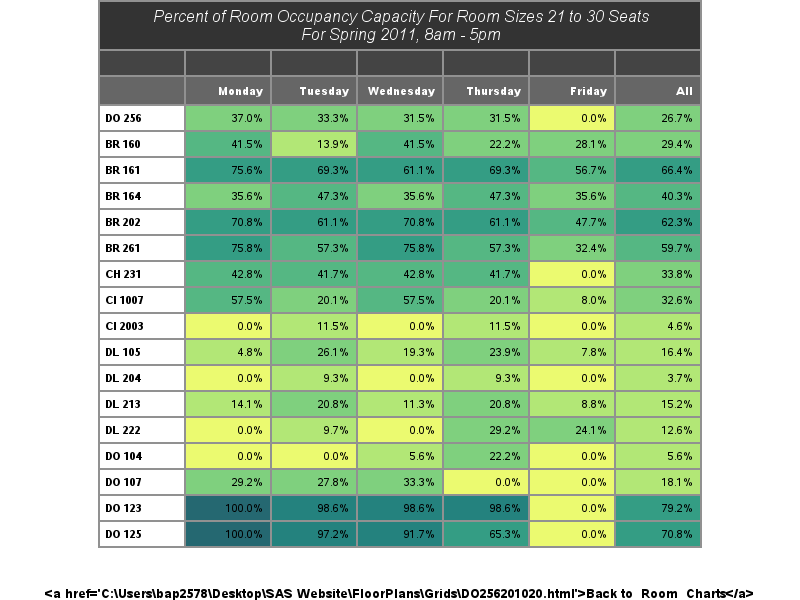 Percent of Room Occupancy Capacity For Room Sizes 21 to 30 Seats
For Spring 2011, 8am - 5pm
Monday Tuesday Wednesday Thursday Friday All
DO 256 37.0% 33.3% 31.5% 31.5% 0.0% 26.7%
BR 160 41.5% 13.9% 41.5% 22.2% 28.1% 29.4%
BR 161 75.6% 69.3% 61.1% 69.3% 56.7% 66.4%
BR 164 35.6% 47.3% 35.6% 47.3% 35.6% 40.3%
BR 202 70.8% 61.1% 70.8% 61.1% 47.7% 62.3%
BR 261 75.8% 57.3% 75.8% 57.3% 32.4% 59.7%
CH 231 42.8% 41.7% 42.8% 41.7% 0.0% 33.8%
CI 1007 57.5% 20.1% 57.5% 20.1% 8.0% 32.6%
CI 2003 0.0% 11.5% 0.0% 11.5% 0.0% 4.6%
DL 105 4.8% 26.1% 19.3% 23.9% 7.8% 16.4%
DL 204 0.0% 9.3% 0.0% 9.3% 0.0% 3.7%
DL 213 14.1% 20.8% 11.3% 20.8% 8.8% 15.2%
DL 222 0.0% 9.7% 0.0% 29.2% 24.1% 12.6%
DO 104 0.0% 0.0% 5.6% 22.2% 0.0% 5.6%
DO 107 29.2% 27.8% 33.3% 0.0% 0.0% 18.1%
DO 123 100.0% 98.6% 98.6% 98.6% 0.0% 79.2%
DO 125 100.0% 97.2% 91.7% 65.3% 0.0% 70.8%
<a href='C:\Users\bap2578\Desktop\SAS Website\FloorPlans\Grids\DO256201020.html'>Back to Room Charts</a>